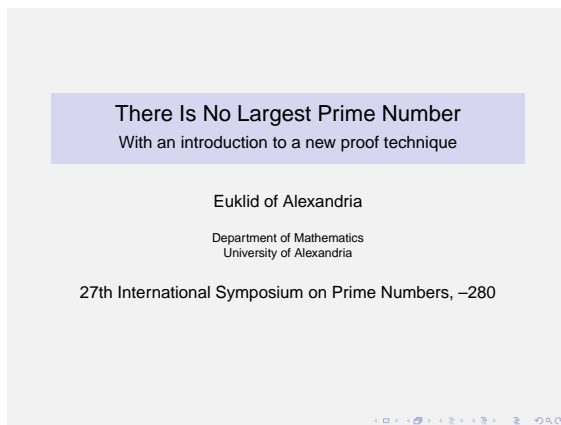 There Is No Largest Prime Number
With an introduction to a new proof technique
Euklid of Alexandria
Department of Mathematics
University of Alexandria
27th International Symposium on Prime Numbers, –280